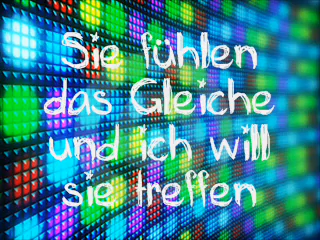 Sie fühlen
das Gleiche
und ich will
sie treffen